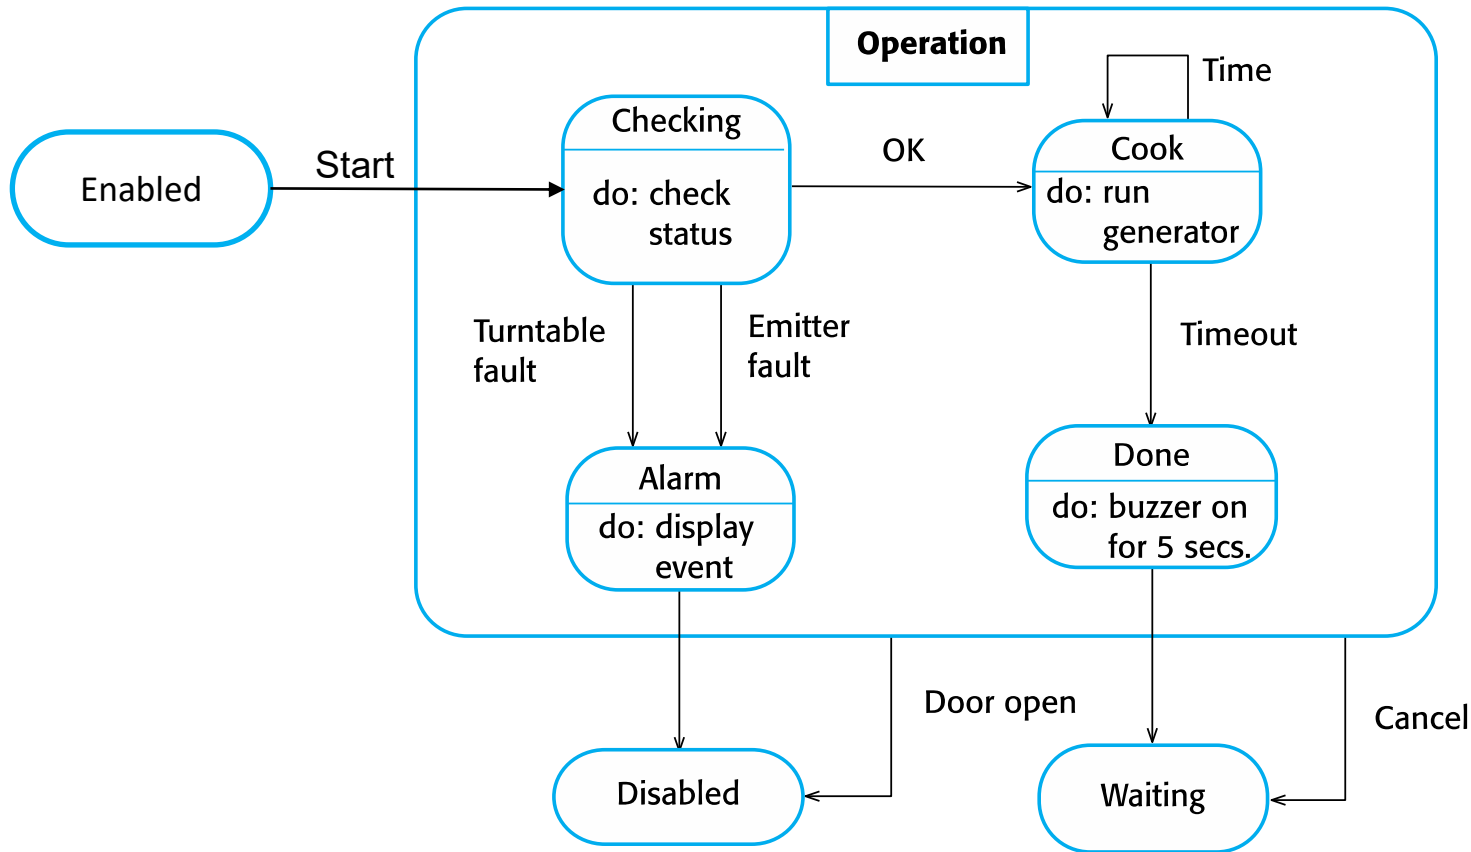 Operation
Time
Checking
OK
Cook
Start
Enabled
do: check
status
do: run
generator
Turntable
fault
Emitter
fault
Timeout
Alarm
do: display
event
Done
do: buzzer on
for 5 secs.
Door open
Cancel
Disabled
Waiting